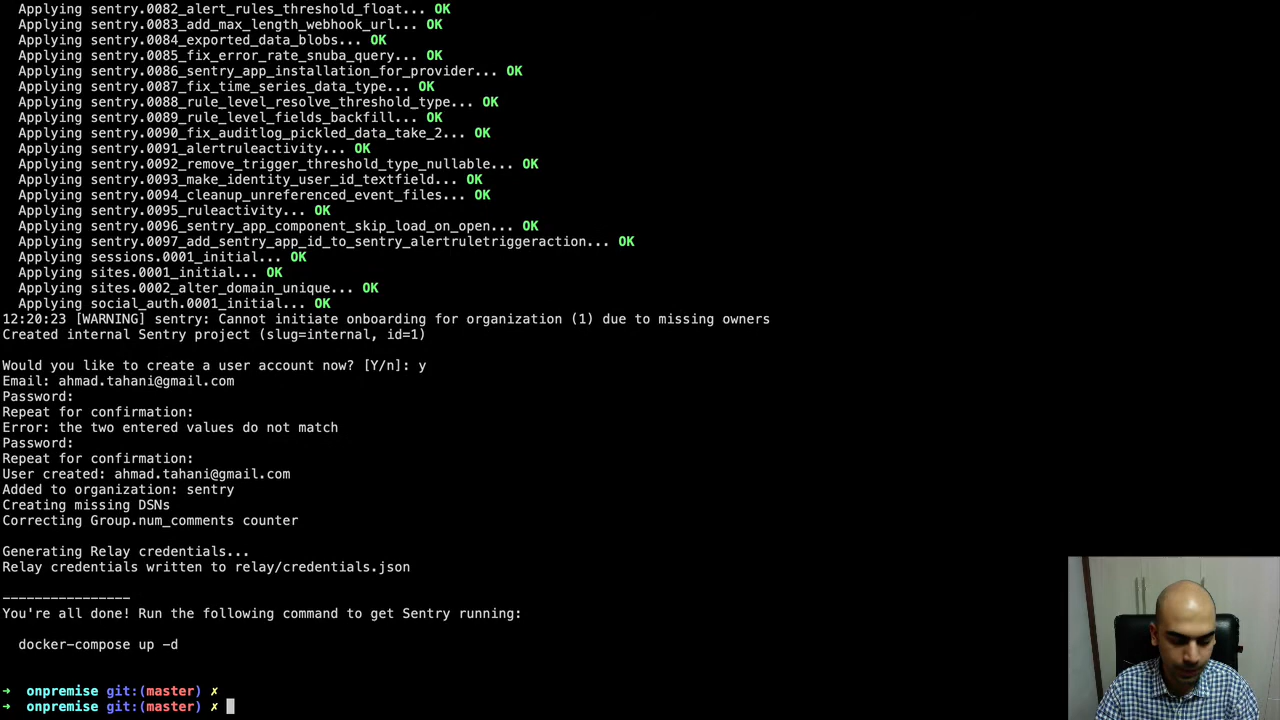 Applying sentry.0082_alert_rules_threshold_float... OK
Applying sentry.0083_add_max_length_webhook_url... OK
Applying sentry.0084_exported_data_blobs... OK
Applying sentry.0085_fix_error_rate_snuba_query... OK
Applying sentry.0086_sentry_app_installation_for_provider... OK
Applying sentry.0087_fix_time_series_data_type... OK
Applying sentry.0088_rule_level_resolve_threshold_type... OK
Applying sentry.0089_rule_level_fields_backfill... OK
Applying sentry.0090_fix_auditlog_pickled_data_take_2... OK
Applying sentry.0091_alertruleactivity... OK
Applying sentry.0092_remove_trigger_threshold_type_nullable... OK
Applying sentry.0093_make_identity_user_id_textfield... OK
Applying sentry.0094_cleanup_unreferenced_event_files... OK
Applying sentry.0095_ruleactivity... OK
Applying sentry.0096_sentry_app_component_skip_load_on_open... OK
Applying sentry.0097_add_sentry_app_id_to_sentry_alertruletriggeraction... OK
Applying sessions.0001_initial... OK
Applying sites.0001_initial... OK
Applying sites.0002_alter_domain_unique... OK
Applying social_auth.0001_initial... OK
12:20:23 [WARNING] sentry: Cannot initiate onboarding for organization (1) due to missing owners
Created internal Sentry project (slug=internal, id=1)
Would you like to create a user account now? [Y/n]: y
Email: ahmad.tahani@gmail.com
Password:
Repeat for confirmation:
Error: the two entered values do not match
Password:
Repeat for confirmation:
User created: ahmad.tahani@gmail.com
Added to organization: sentry
Creating missing DSNs
Correcting Group.num_comments counter
Generating Relay credentials...
Relay credentials written to relay/credentials.json
----------------
You're all done! Run the following command to get Sentry running:
docker-compose up -d
➜ onpremise git:(master) ✗
➜ onpremise git:(master) ✗